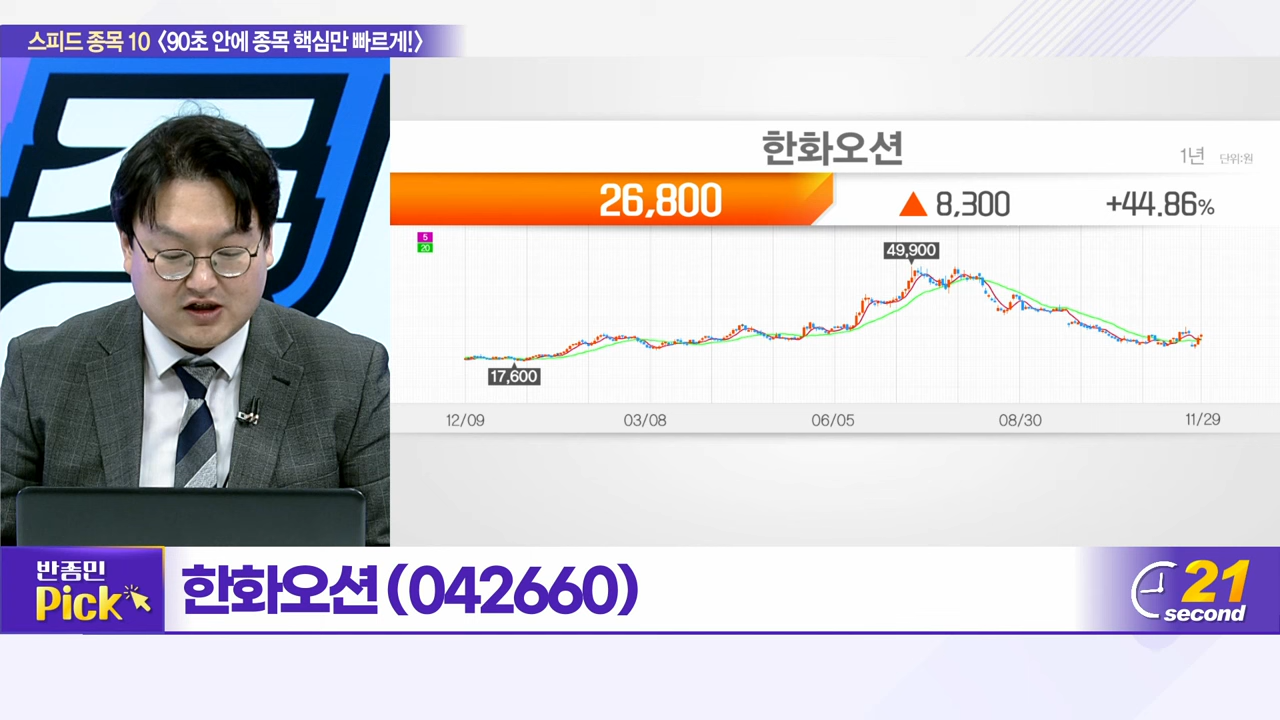 스피드 종목 10 〈90초 안에 종목 핵심만 빠르게!〉
한화오션
1년 단위:원
26,800 ▲ 8,300 +44.86%
5
20
49,900
17,600
12/09 03/08 06/05 08/30 11/29
반종민
Pick
한화오션(042660)
21
second